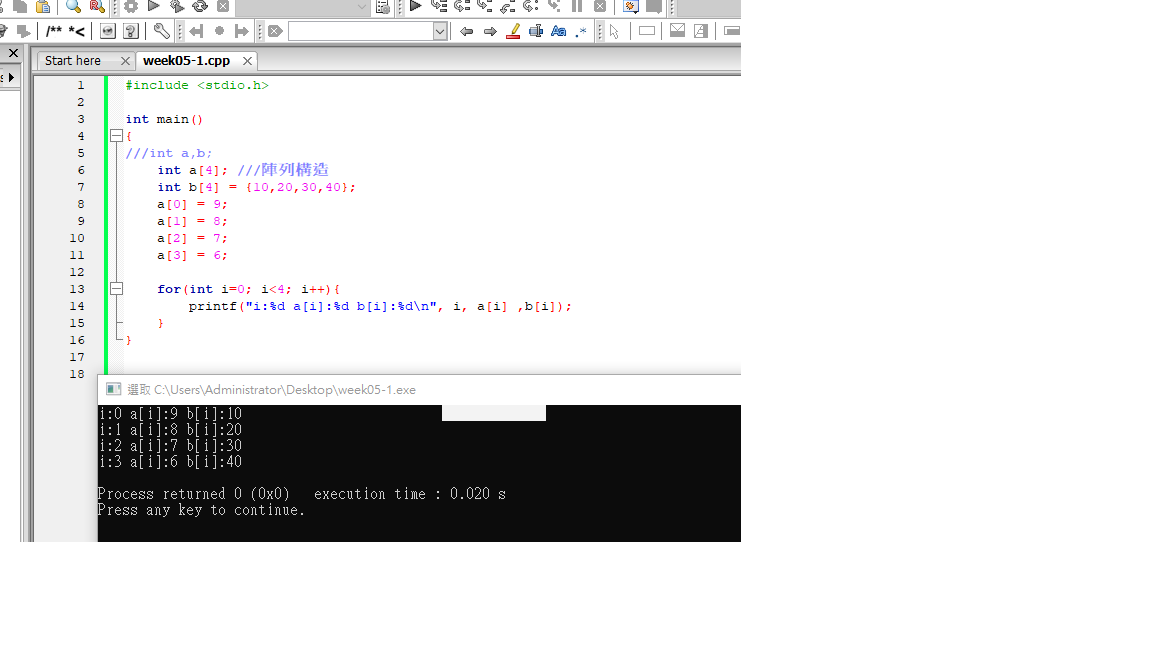 /** *<
Start here
week05-1.cpp
1 #include <stdio.h>
2
3 int main()
4 {
5 ///int a,b;
6 int a[4]; ///陣列構造
7 int b[4] = {10,20,30,40};
8 a[0] = 9;
9 a[1] = 8;
10 a[2] = 7;
11 a[3] = 6;
12
13 for(int i=0; i<4; i++){
14 printf("i:%d a[i]:%d b[i]:%d\n", i, a[i] ,b[i]);
15 }
16 }
17
18
選取 C:\Users\Administrator\Desktop\week05-1.exe
i:0 a[i]:9 b[i]:10
i:1 a[i]:8 b[i]:20
i:2 a[i]:7 b[i]:30
i:3 a[i]:6 b[i]:40
Process returned 0 (0x0) execution time : 0.020 s
Press any key to continue.